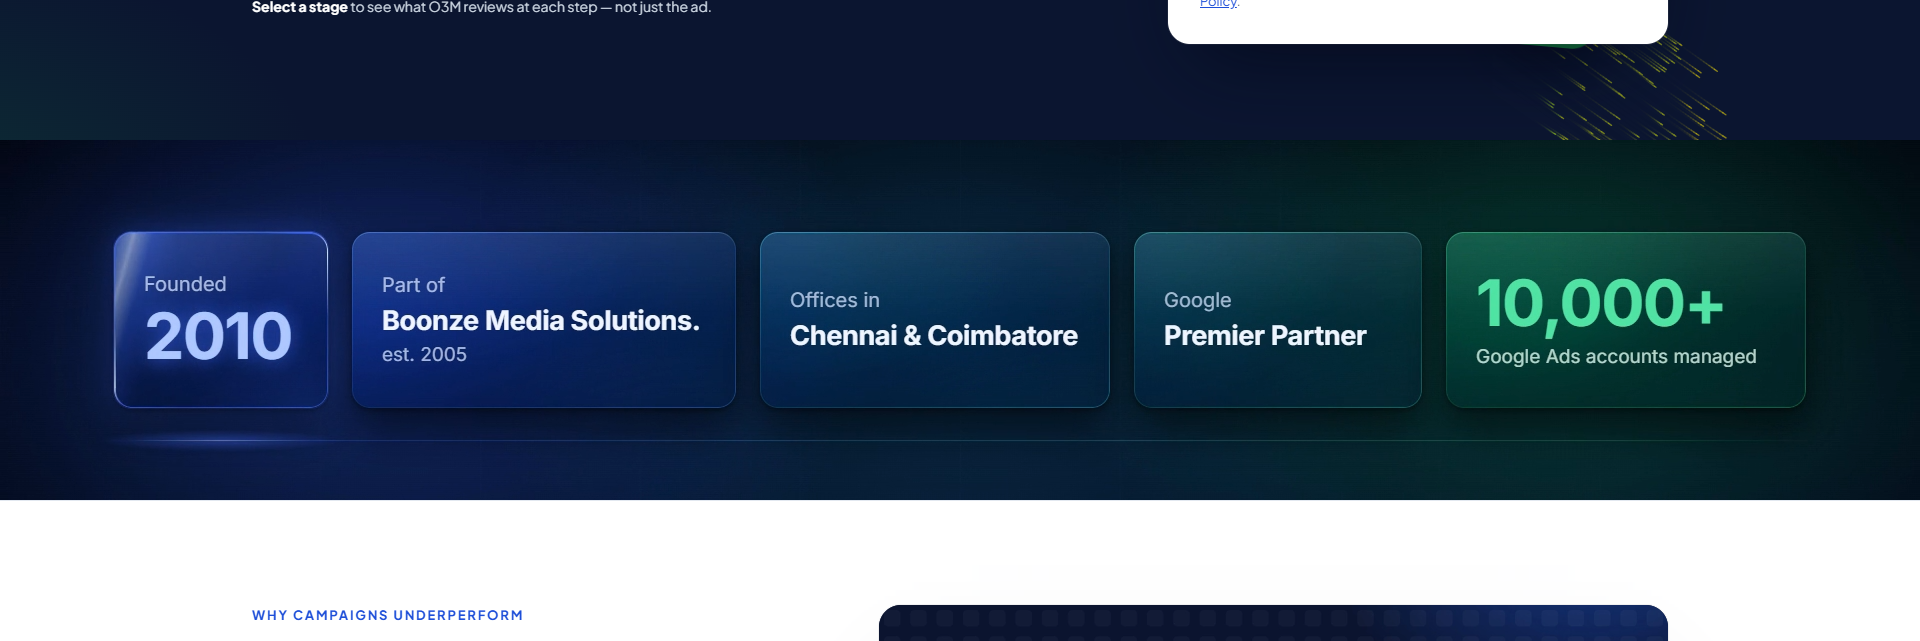 Select a stage to see what O3M reviews at each step — not just the ad.
Policy.
Founded
2010
Part of
Boonze Media Solutions.
est. 2005
Offices in
Chennai & Coimbatore
Google
Premier Partner
10,000+
Google Ads accounts managed
WHY CAMPAIGNS UNDERPERFORM